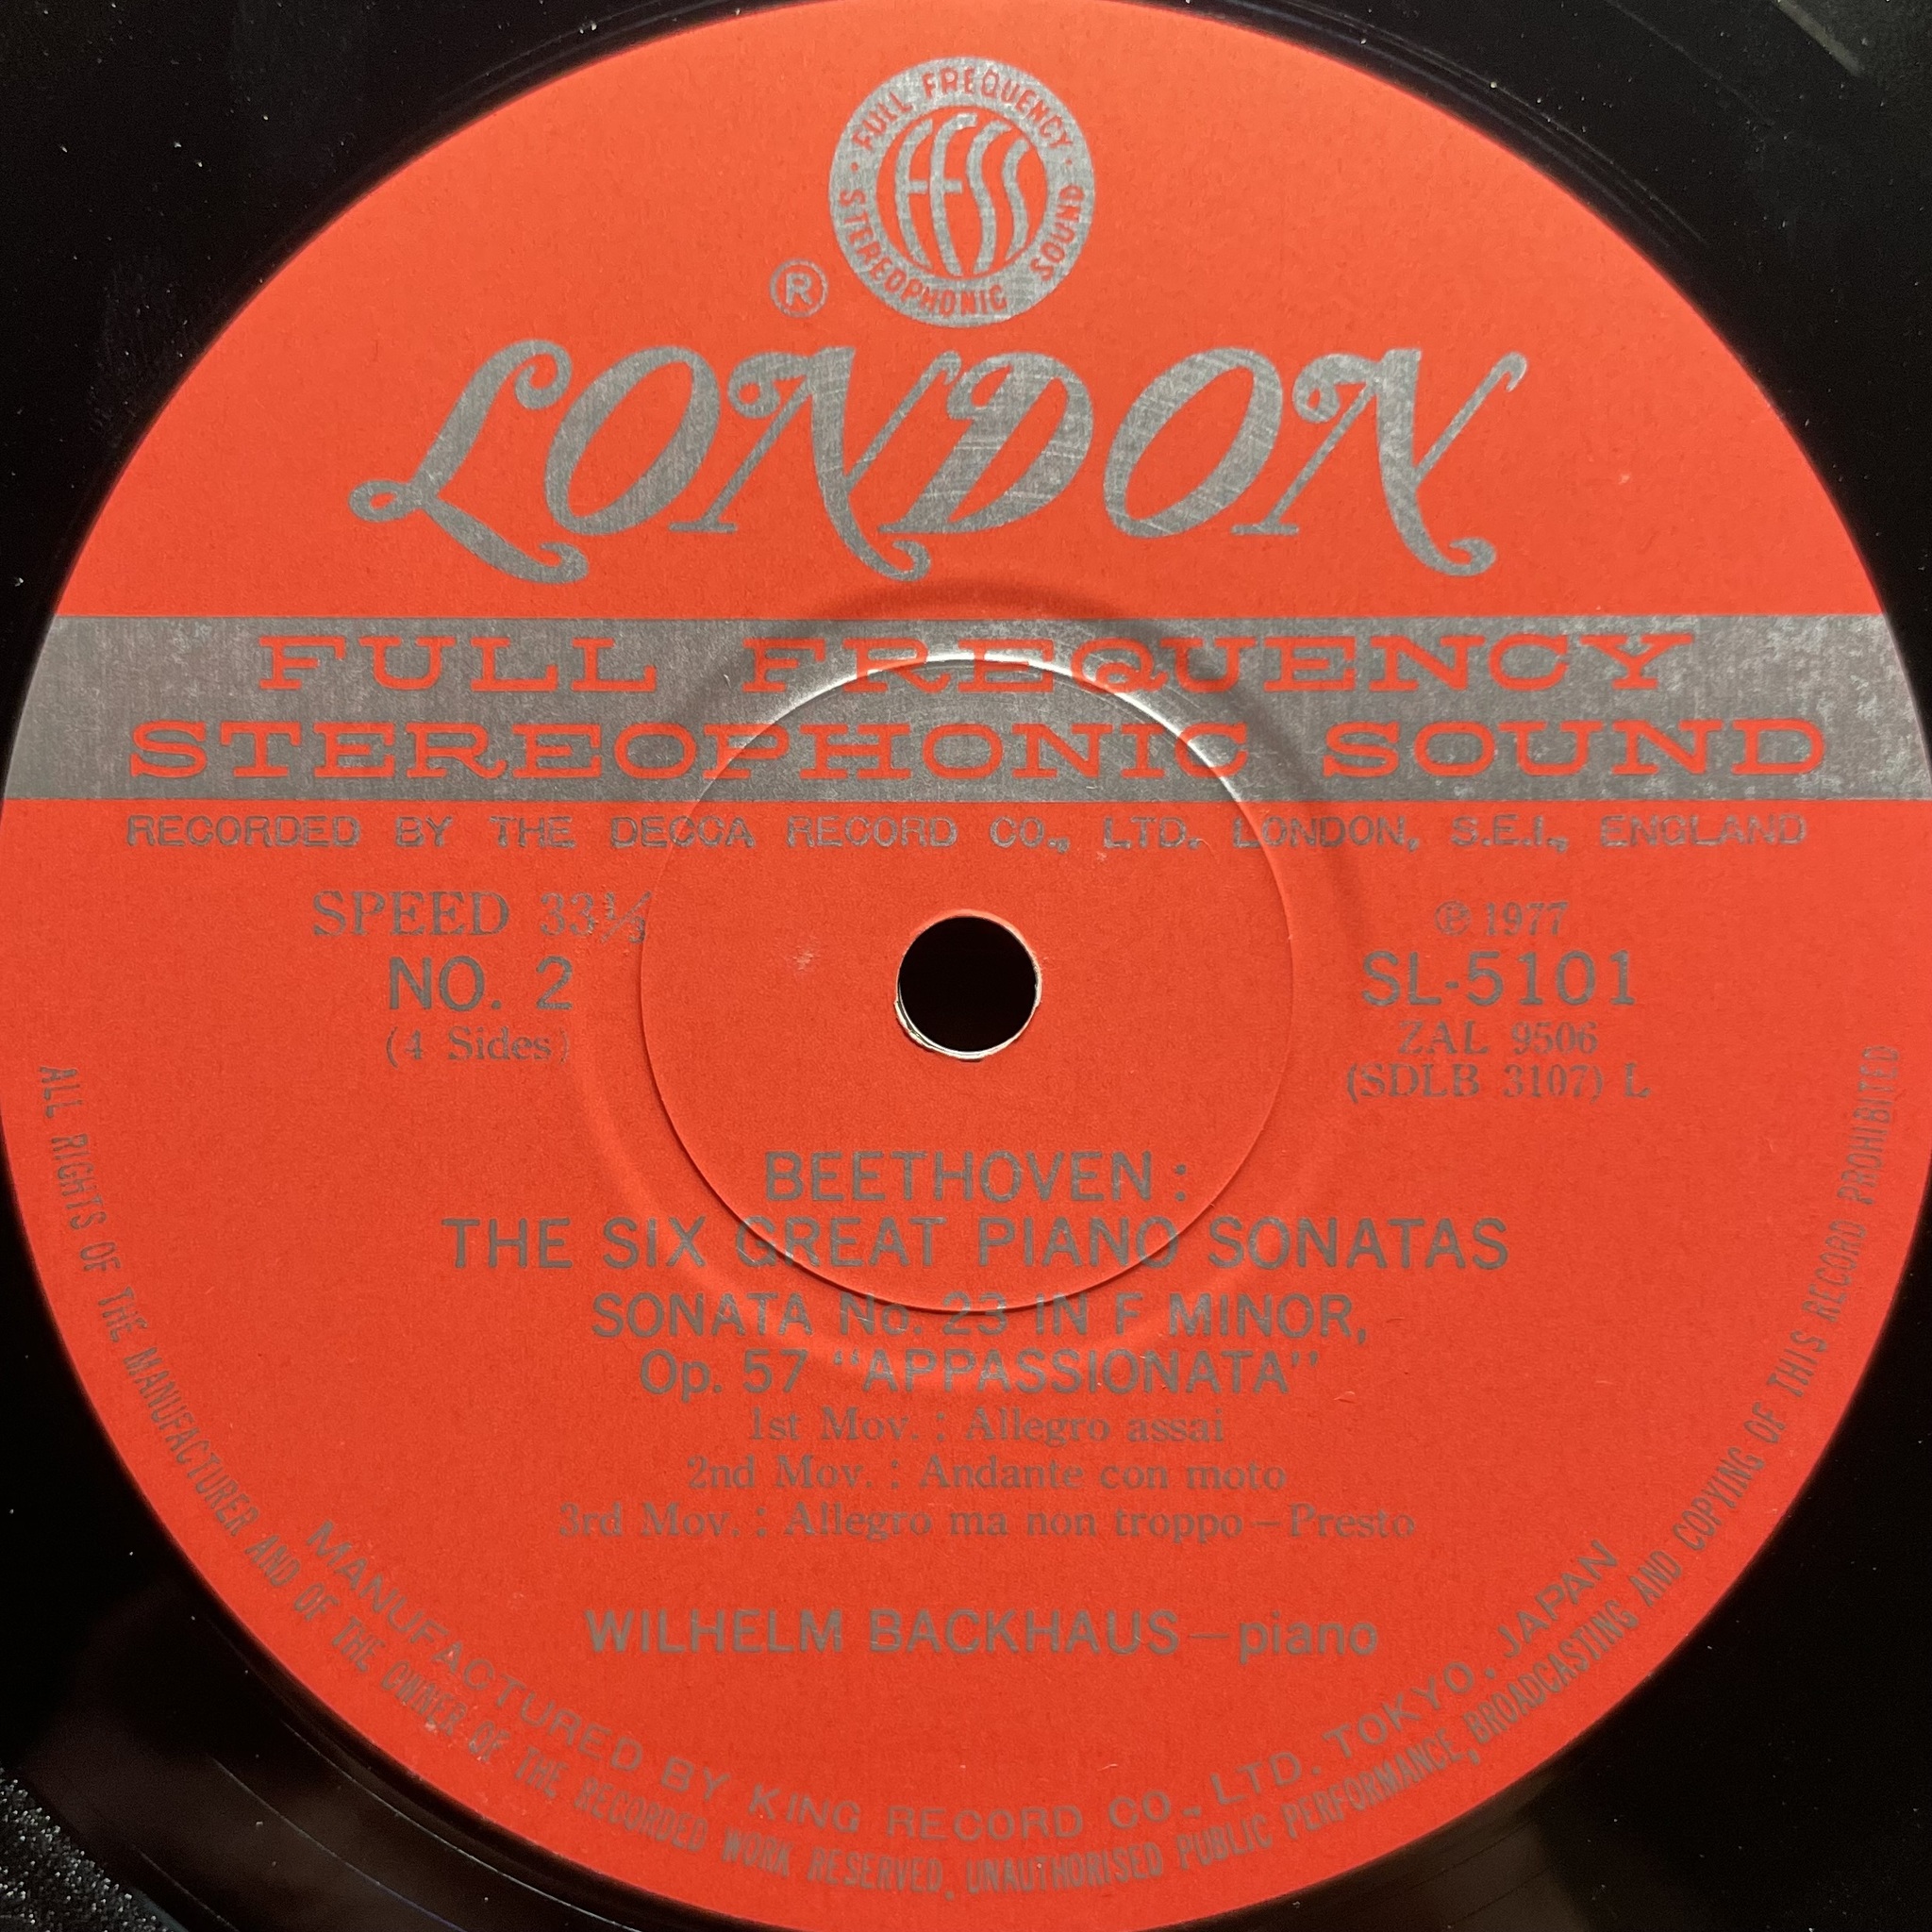 FULL FREQUENCY
FFSS
STEREOPHONIC SOUND
®
LONDON
FULL FREQUENCY
STEREOPHONIC SOUND
RECORDED BY THE DECCA RECORD CO., LTD. LONDON, S.E.I., ENGLAND
SPEED 33⅓
NO. 2
(4 Sides)
℗ 1977
SL-5101
ZAL 9506
(SDLB 3107) L
BEETHOVEN :
THE SIX GREAT PIANO SONATAS
SONATA No. 23 IN F MINOR,
Op. 57 "APPASSIONATA"
1st Mov. : Allegro assai
2nd Mov. : Andante con moto
3rd Mov. : Allegro ma non troppo – Presto
WILHELM BACKHAUS — piano
MANUFACTURED BY KING RECORD CO., LTD. TOKYO, JAPAN
ALL RIGHTS OF THE MANUFACTURER AND OF THE OWNER OF THE RECORDED WORK RESERVED. UNAUTHORISED PUBLIC PERFORMANCE, BROADCASTING AND COPYING OF THIS RECORD PROHIBITED